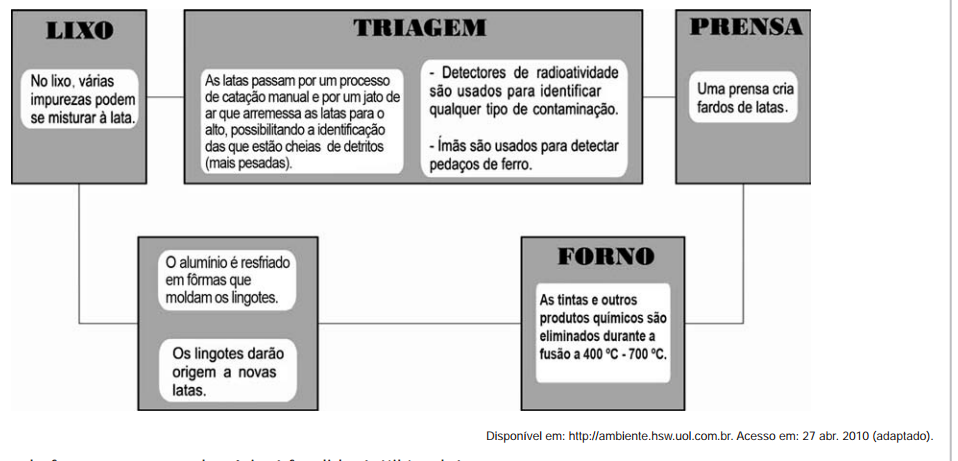 LIXO
No lixo, várias
impurezas podem
se misturar à lata.
TRIAGEM
As latas passam por um processo
de catação manual e por um jato de
ar que arremessa as latas para o
alto, possibilitando a identificação
das que estão cheias de detritos
(mais pesadas).
- Detectores de radioatividade
são usados para identificar
qualquer tipo de contaminação.
- Ímãs são usados para detectar
pedaços de ferro.
PRENSA
Uma prensa cria
fardos de latas.
O alumínio é resfriado
em fôrmas que
moldam os lingotes.
Os lingotes darão
origem a novas
latas.
FORNO
As tintas e outros
produtos químicos são
eliminados durante a
fusão a 400 ºC - 700 ºC.
Disponível em: http://ambiente.hsw.uol.com.br. Acesso em: 27 abr. 2010 (adaptado).